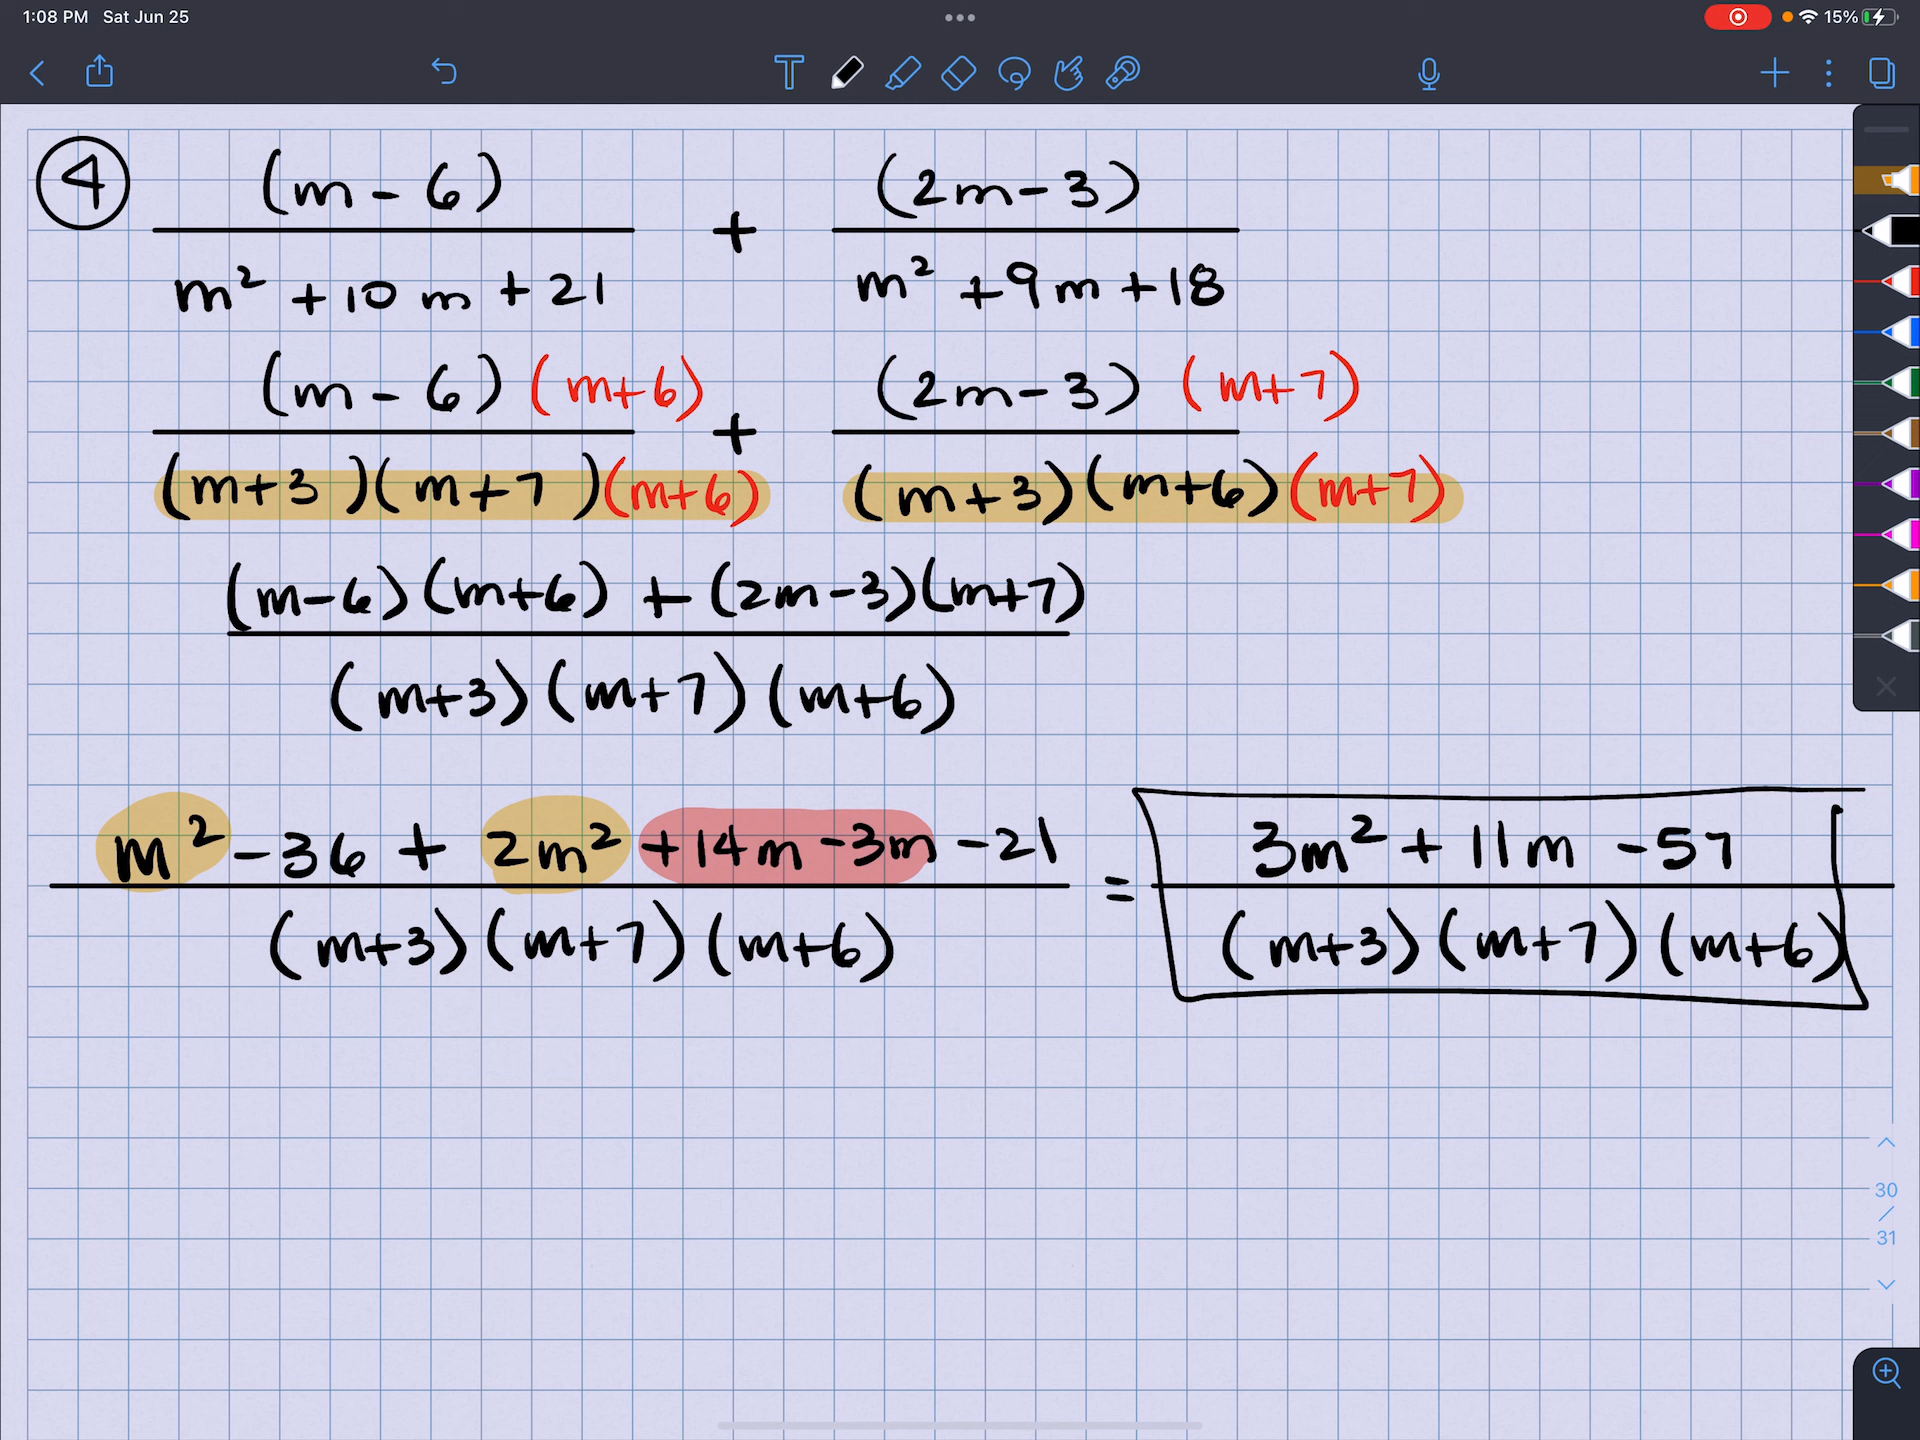 1:08 PM Sat Jun 25 15%
④ (m - 6) / (m² + 10m + 21) + (2m - 3) / (m² + 9m + 18)
(m - 6)(m+6) / (m+3)(m+7)(m+6) + (2m - 3)(m+7) / (m+3)(m+6)(m+7)
(m-6)(m+6) + (2m-3)(m+7)
(m+3)(m+7)(m+6)
m² - 36 + 2m² + 14m - 3m - 21 / (m+3)(m+7)(m+6) = 3m² + 11m - 57 / (m+3)(m+7)(m+6)
30
/
31